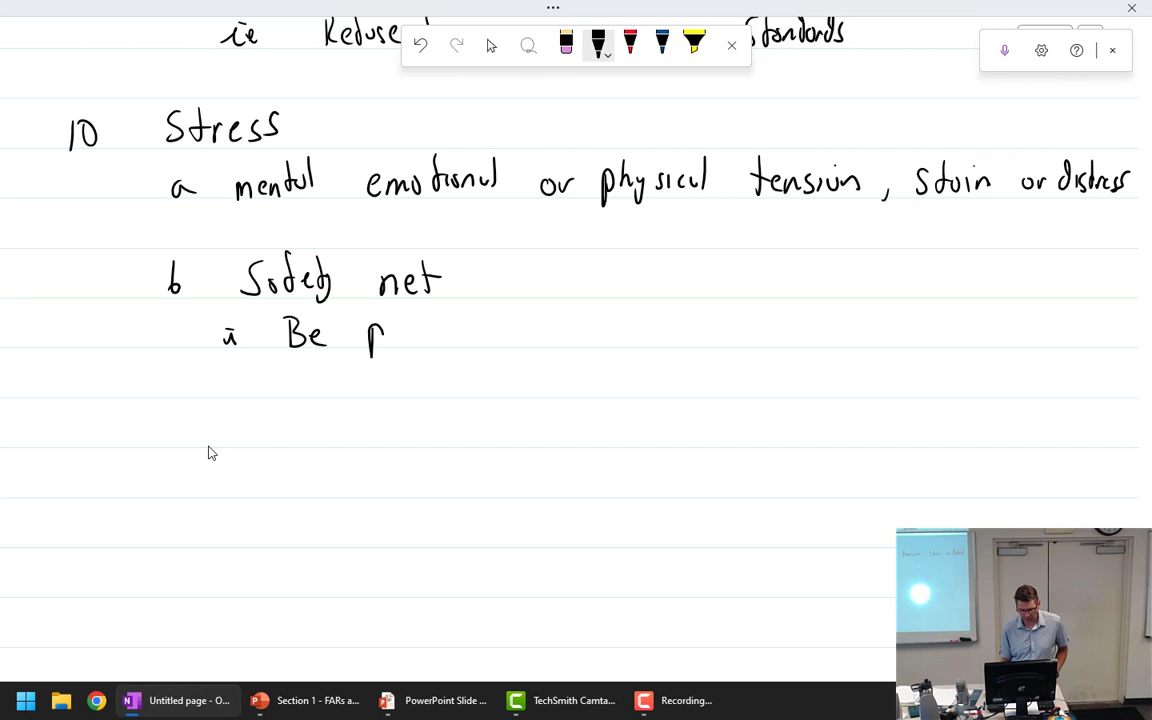 ie Refuse Standards
10 Stress
a mental emotional or physical tension, Strain or distress
b Safety net
i Be p
Untitled page - O...
Section 1 - FARs a...
PowerPoint Slide ...
TechSmith Camta...
Recording...